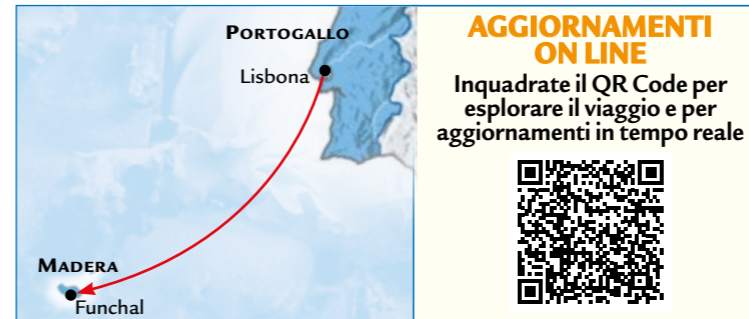 PORTOGALLO
Lisbona
MADERA
Funchal
AGGIORNAMENTI
ON LINE
Inquadrate il QR Code per
esplorare il viaggio e per
aggiornamenti in tempo reale